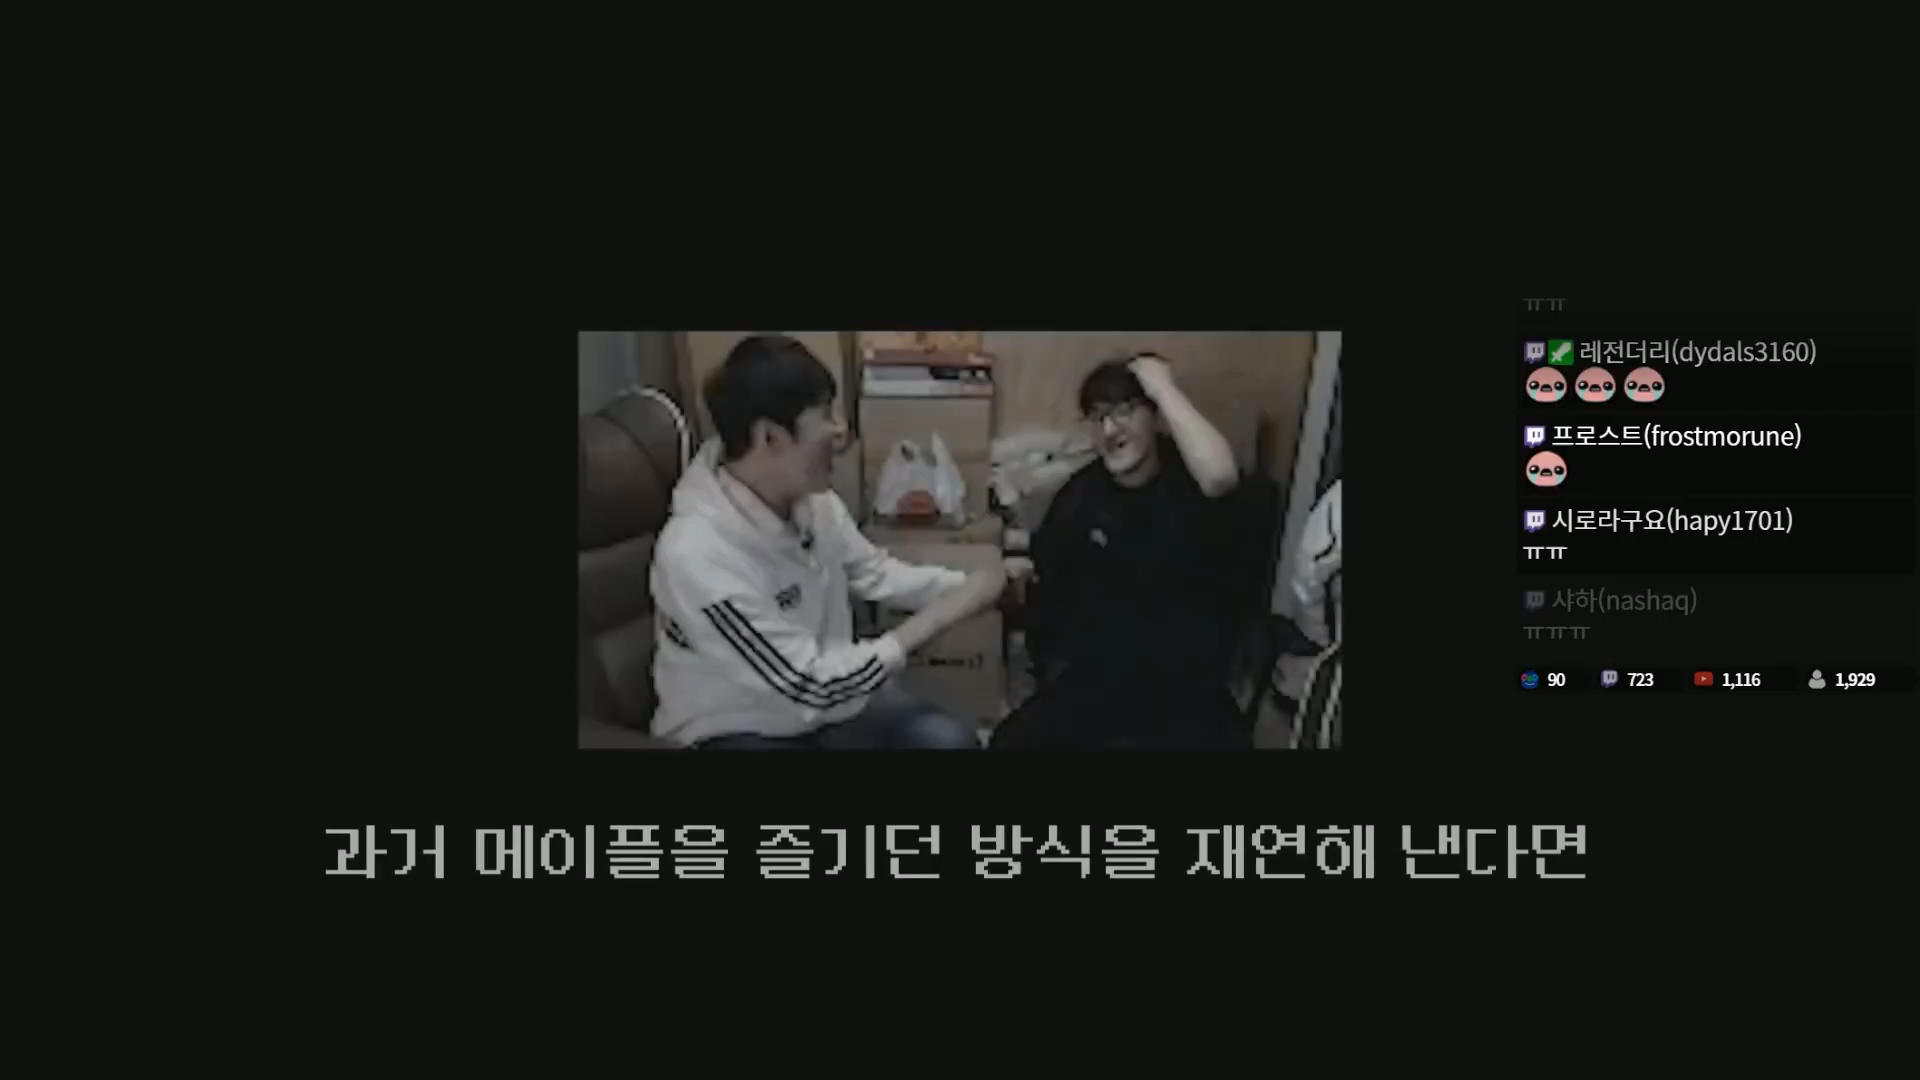 ㅠㅠ
레전더리(dydals3160)
프로스트(frostmorune)
시로라구요(hapy1701)
ㅠㅠ
샤하(nashaq)
ㅠㅠㅠ
90 723 1,116 1,929
과거 메이플을 즐기던 방식을 재연해 낸다면